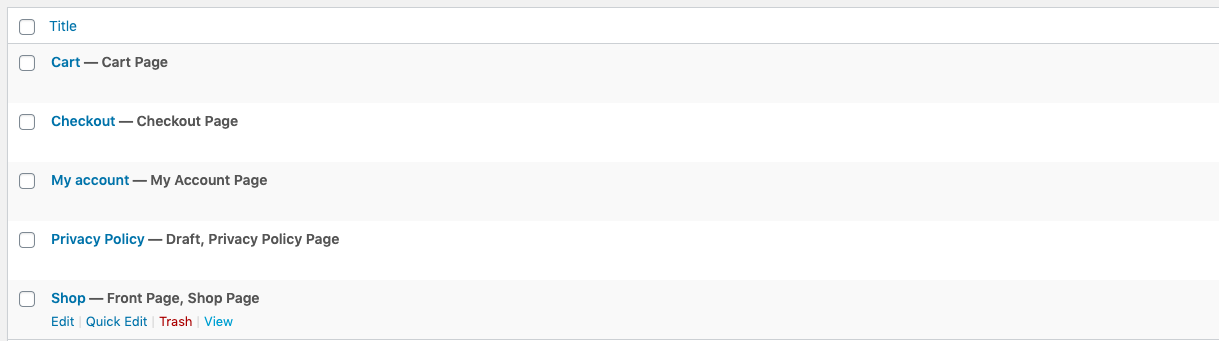 Title
Cart — Cart Page
Checkout — Checkout Page
My account — My Account Page
Privacy Policy — Draft, Privacy Policy Page
Shop — Front Page, Shop Page
Edit | Quick Edit | Trash | View